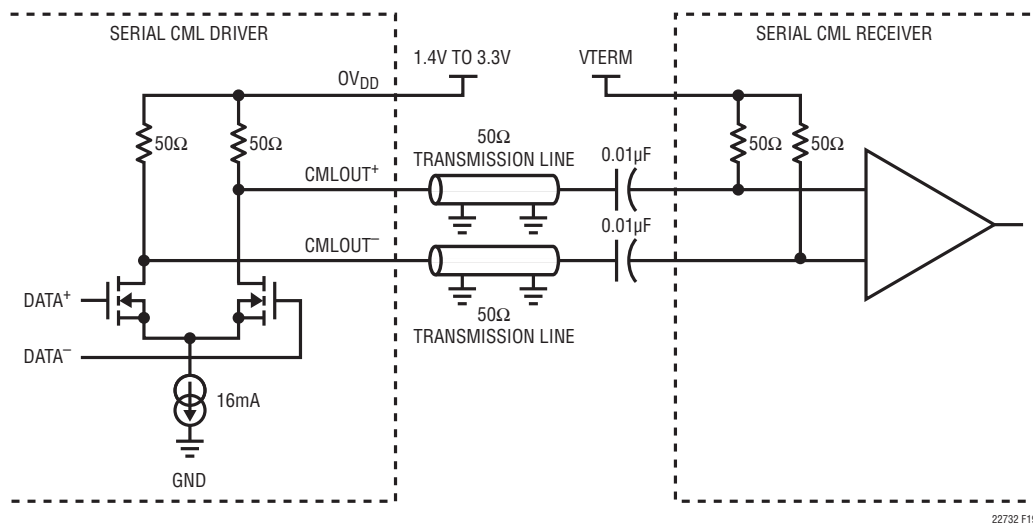 SERIAL CML DRIVER
1.4V TO 3.3V
VTERM
SERIAL CML RECEIVER
OVDD
50Ω
50Ω
50Ω
TRANSMISSION LINE
0.01µF
50Ω
50Ω
CMLOUT+
0.01µF
CMLOUT–
DATA+
50Ω
TRANSMISSION LINE
DATA–
16mA
GND